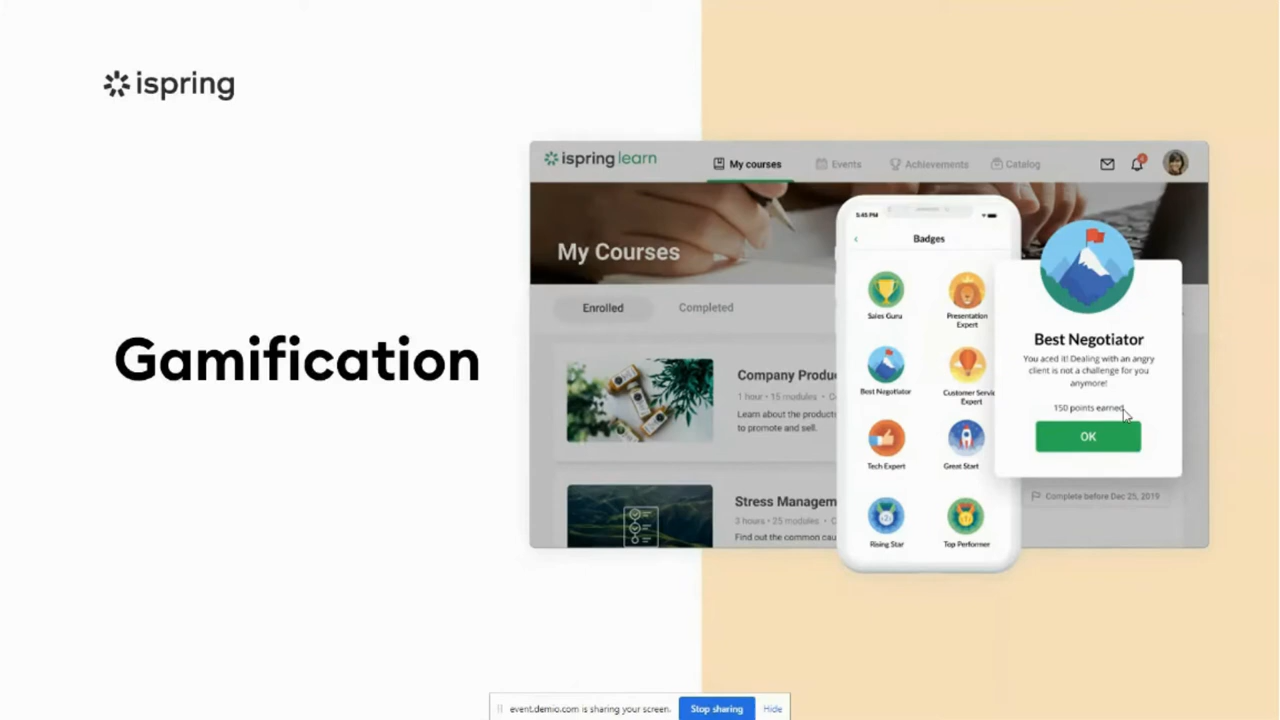 ispring
Gamification
ispring learn
My courses
Events
Achievements
Catalog
My Courses
Enrolled
Completed
Company Produ
1 hour • 15 modules •
Learn about the products
to promote and sell.
Stress Managem
3 hours • 25 modules •
Find out the common cau
Complete before Dec 25, 2019
5:45 PM
Badges
Sales Guru
Presentation
Expert
Best Negotiator
Customer Servic
Expert
Tech Expert
Great Start
Rising Star
Top Performer
Best Negotiator
You aced it! Dealing with an angry
client is not a challenge for you
anymore!
150 points earned
OK
event.demio.com is sharing your screen.
Stop sharing
Hide